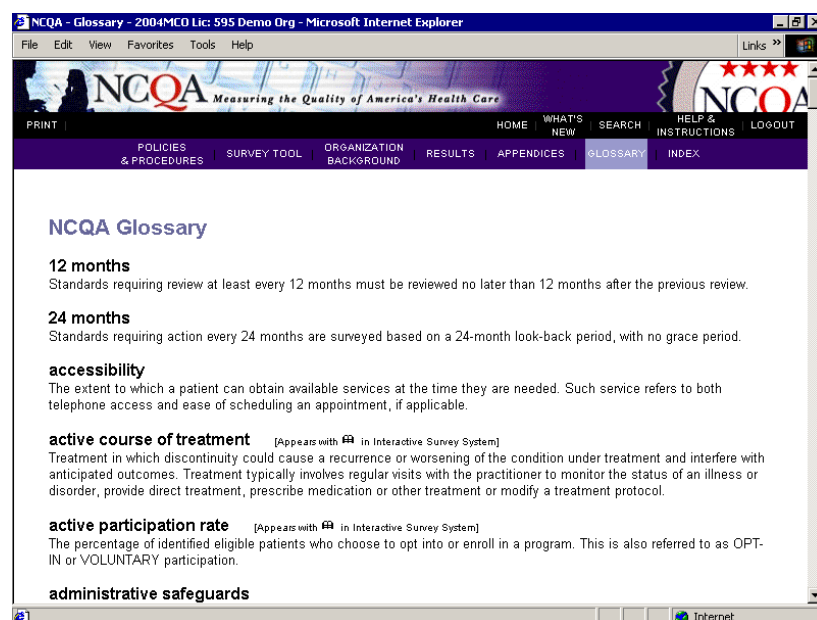 NCQA - Glossary - 2004MCO Lic: 595 Demo Org - Microsoft Internet Explorer
File Edit View Favorites Tools Help Links »
NCQA Measuring the Quality of America's Health Care
NCQA
PRINT | HOME | WHAT'S NEW | SEARCH | HELP & INSTRUCTIONS | LOGOUT
POLICIES & PROCEDURES | SURVEY TOOL | ORGANIZATION BACKGROUND | RESULTS | APPENDICES | GLOSSARY | INDEX
NCQA Glossary
12 months
Standards requiring review at least every 12 months must be reviewed no later than 12 months after the previous review.
24 months
Standards requiring action every 24 months are surveyed based on a 24-month look-back period, with no grace period.
accessibility
The extent to which a patient can obtain available services at the time they are needed. Such service refers to both
telephone access and ease of scheduling an appointment, if applicable.
active course of treatment [Appears with in Interactive Survey System]
Treatment in which discontinuity could cause a recurrence or worsening of the condition under treatment and interfere with
anticipated outcomes. Treatment typically involves regular visits with the practitioner to monitor the status of an illness or
disorder, provide direct treatment, prescribe medication or other treatment or modify a treatment protocol.
active participation rate [Appears with in Interactive Survey System]
The percentage of identified eligible patients who choose to opt into or enroll in a program. This is also referred to as OPT-
IN or VOLUNTARY participation.
administrative safeguards
Internet